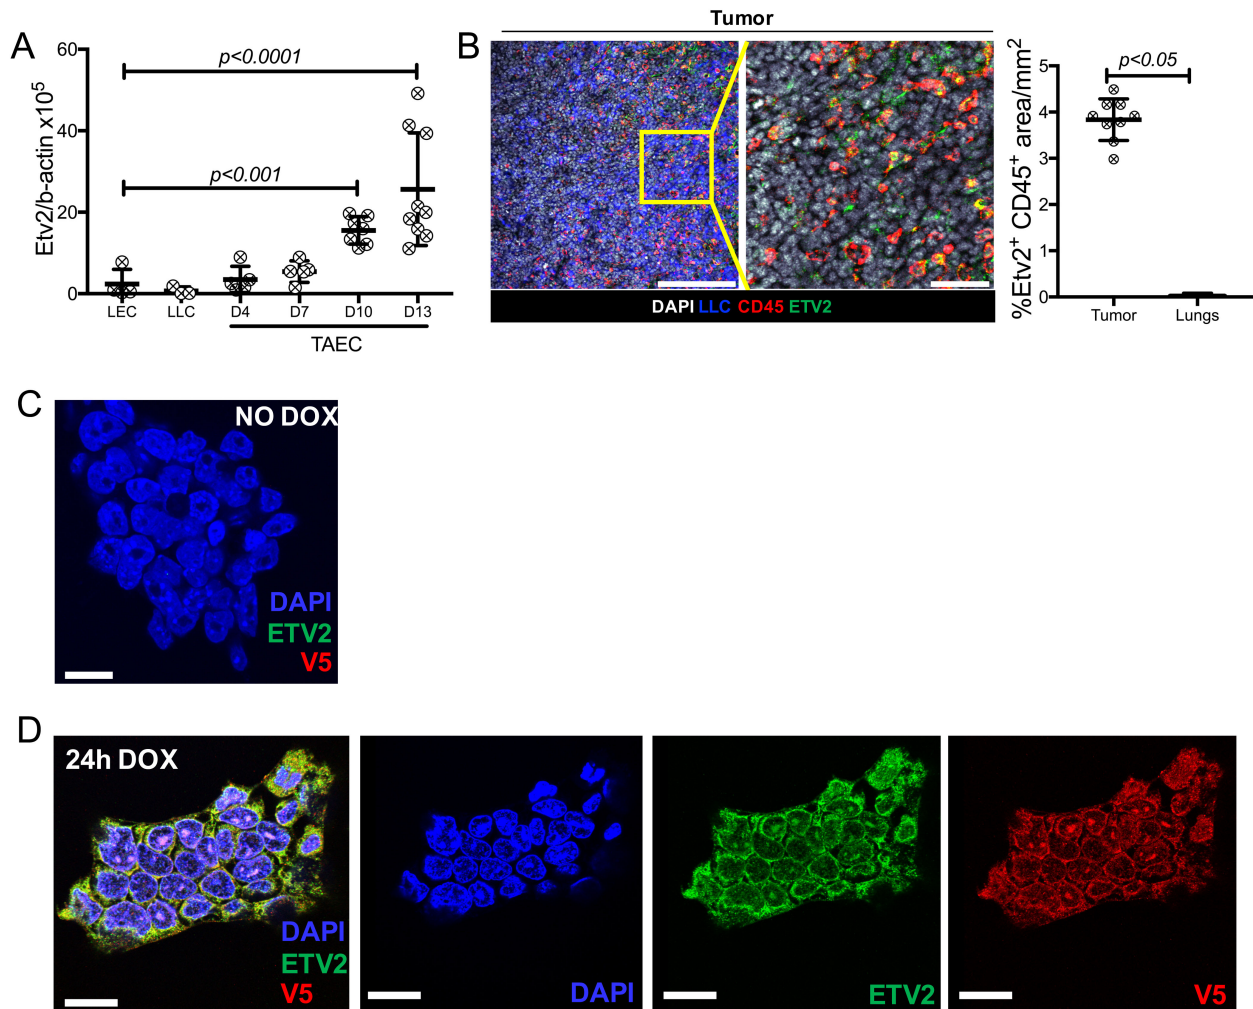 A
Etv2/b-actin x10⁵
60
40
20
0
p<0.0001
p<0.001
LEC
LLC
D4
D7
D10
D13
TAEC
B
Tumor
DAPI LLC CD45 ETV2
%Etv2⁺ CD45⁺ area/mm²
5
4
3
2
1
0
p<0.05
Tumor
Lungs
C
NO DOX
DAPI
ETV2
V5
D
24h DOX
DAPI
ETV2
V5
DAPI
ETV2
V5